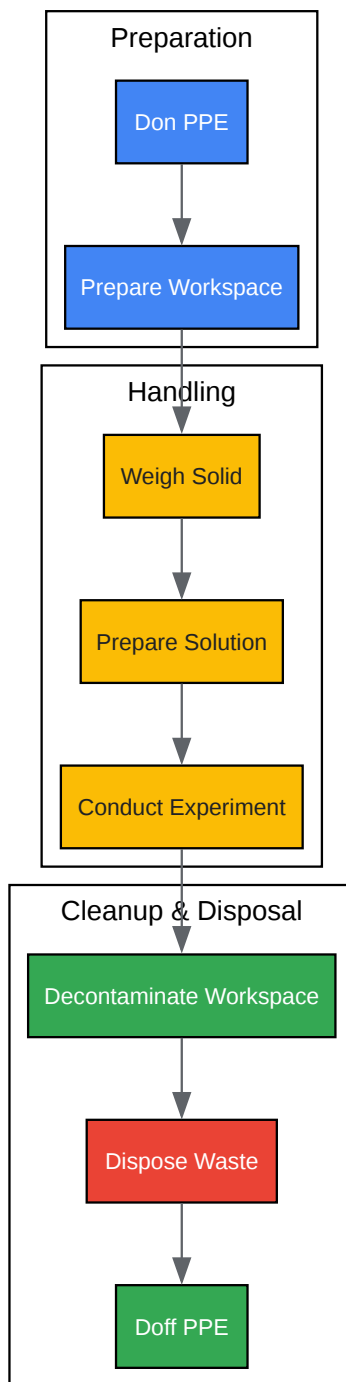 Preparation
Don PPE
Prepare Workspace
Handling
Weigh Solid
Prepare Solution
Conduct Experiment
Cleanup & Disposal
Decontaminate Workspace
Dispose Waste
Doff PPE